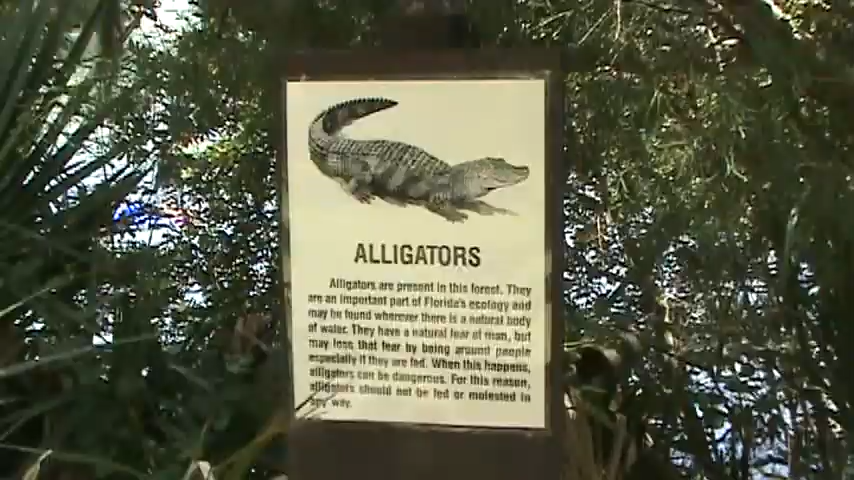 ALLIGATORS
Alligators are present in this forest. They
are an important part of Florida's ecology and
may be found wherever there is a natural body
of water. They have a natural fear of man, but
may lose that fear by being around people
especially if they are fed. When this happens,
alligators can be dangerous. For this reason,
alligators should not be fed or molested in
any way.